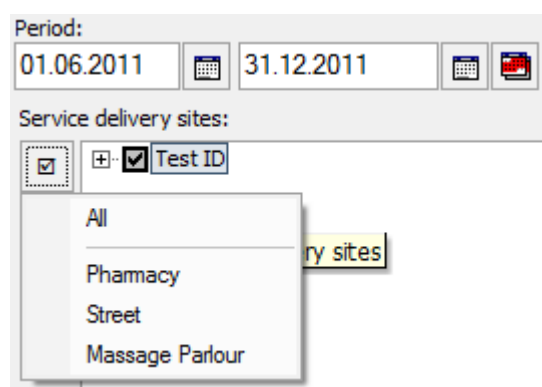 Period:
01.06.2011 31.12.2011
Service delivery sites:
Test ID
All
ry sites
Pharmacy
Street
Massage Parlour